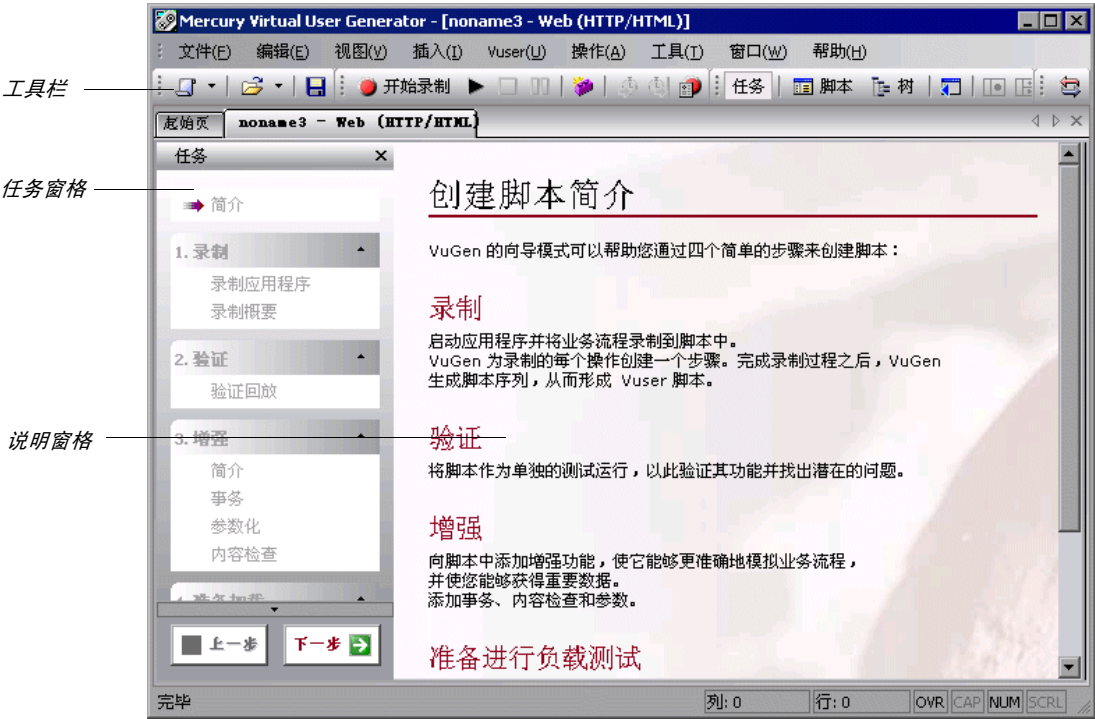 Mercury Virtual User Generator - [noname3 - Web (HTTP/HTML)]
文件(F) 编辑(E) 视图(V) 插入(I) Vuser(U) 操作(A) 工具(T) 窗口(W) 帮助(H)
工具栏
开始录制 任务 脚本 树
起始页 noname3 - Web (HTTP/HTML)
任务
任务窗格
简介
1. 录制
录制应用程序
录制概要
2. 验证
验证回放
说明窗格
3. 增强
简介
事务
参数化
内容检查
4. 准备加载
上一步 下一步
创建脚本简介
VuGen 的向导模式可以帮助您通过四个简单的步骤来创建脚本：
录制
启动应用程序并将业务流程录制到脚本中。
VuGen 为录制的每个操作创建一个步骤。完成录制过程之后，VuGen
生成脚本序列，从而形成 Vuser 脚本。
验证
将脚本作为单独的测试运行，以此验证其功能并找出潜在的问题。
增强
向脚本中添加增强功能，使它能够更准确地模拟业务流程，
并使您能够获得重要数据。
添加事务、内容检查和参数。
准备进行负载测试
完毕 列: 0 行: 0 OVR CAP NUM SCRL